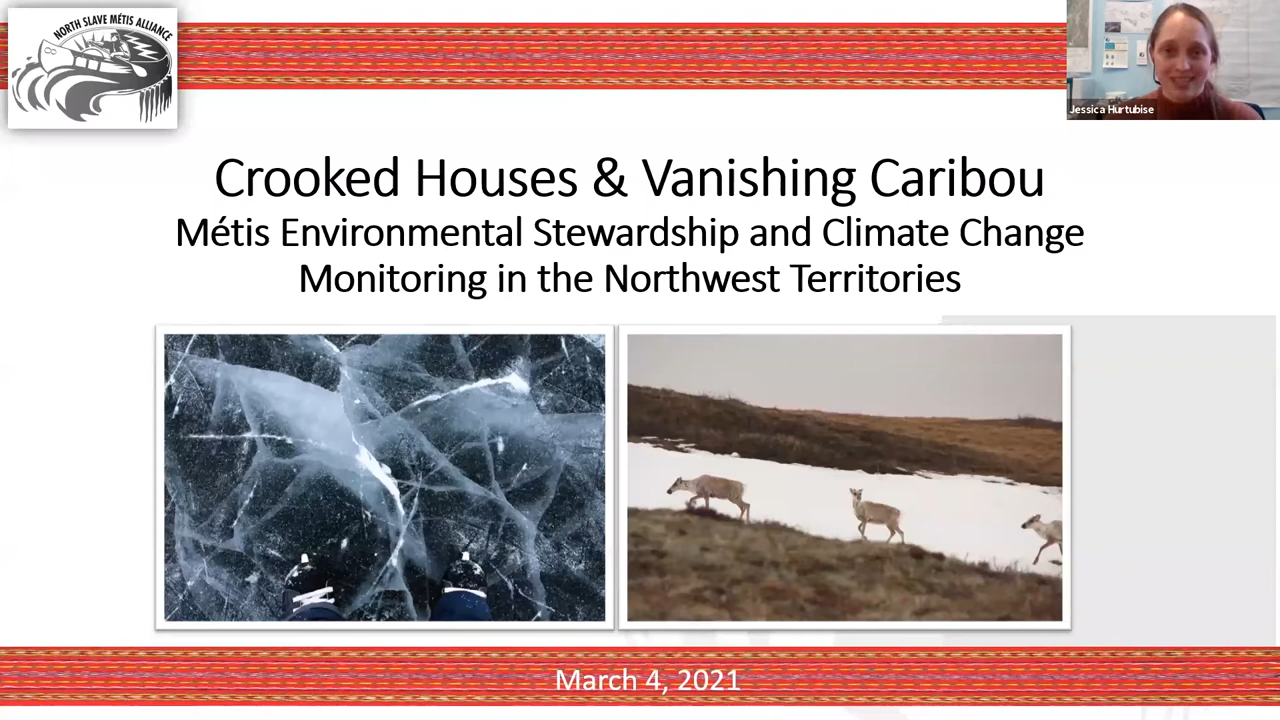 NORTH SLAVE MÉTIS ALLIANCE
Jessica Hurtubise
Crooked Houses & Vanishing Caribou
Métis Environmental Stewardship and Climate Change
Monitoring in the Northwest Territories
March 4, 2021